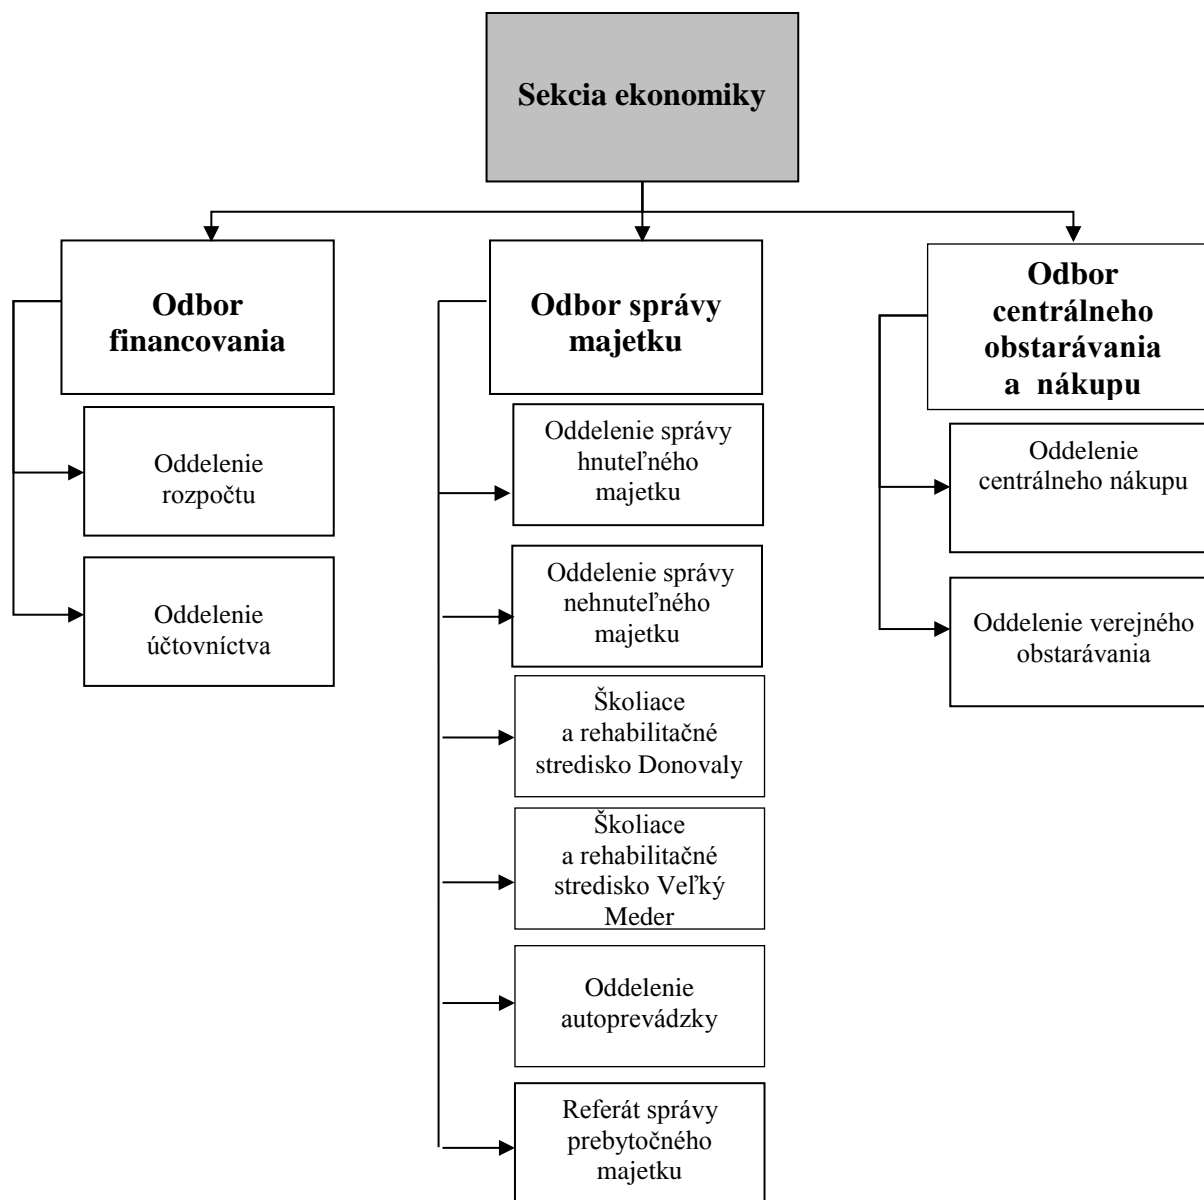 Sekcia ekonomiky
Odbor
financovania
Oddelenie
rozpočtu
Oddelenie
účtovníctva
Odbor správy
majetku
Oddelenie správy
hnuteľného
majetku
Oddelenie správy
nehnuteľného
majetku
Školiace
a rehabilitačné
stredisko Donovaly
Školiace
a rehabilitačné
stredisko Veľký
Meder
Oddelenie
autoprevádzky
Referát správy
prebytočného
majetku
Odbor
centrálneho
obstarávania
a nákupu
Oddelenie
centrálneho nákupu
Oddelenie verejného
obstarávania